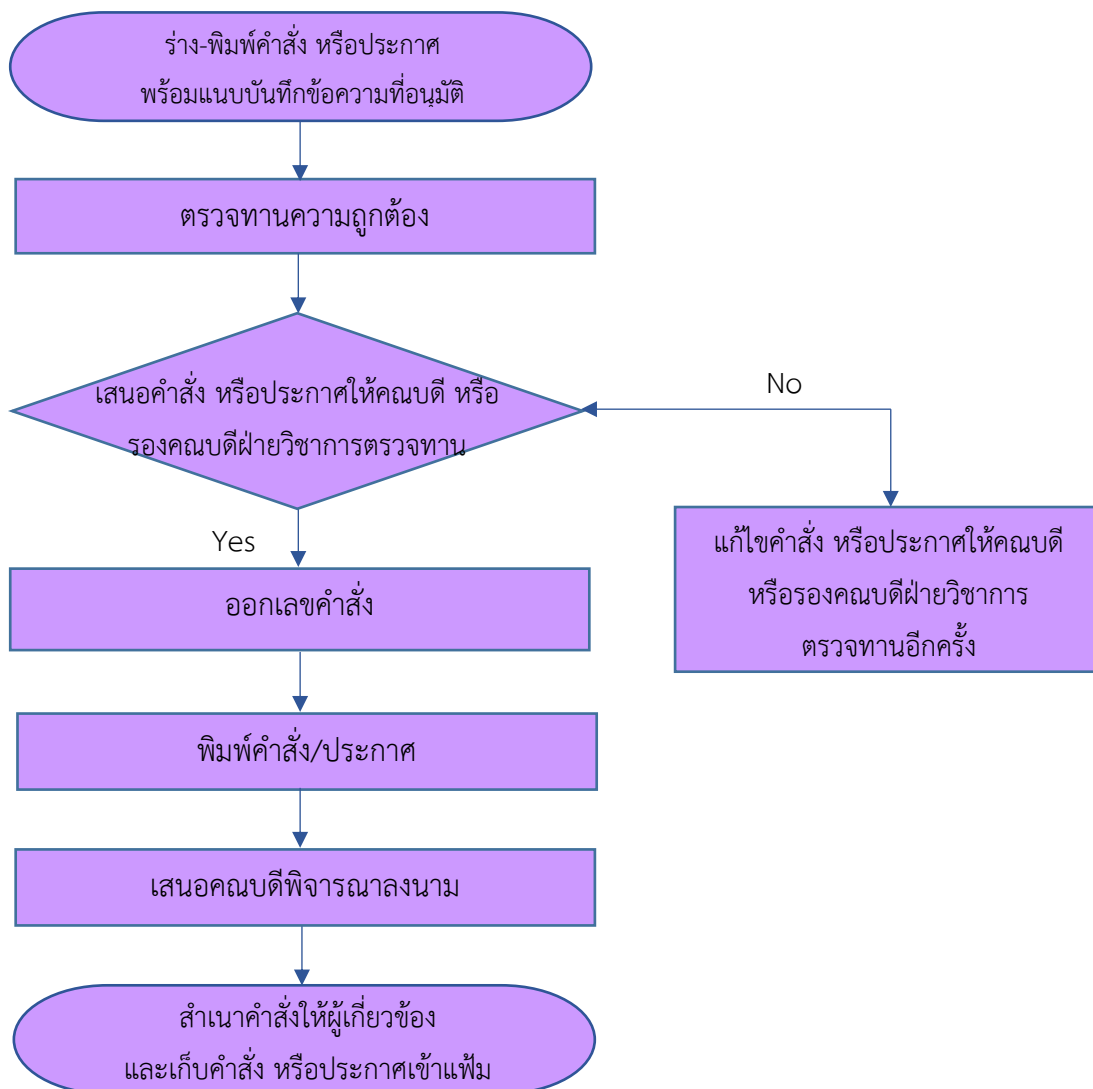 ร่าง-พิมพ์คำสั่ง หรือประกาศ
พร้อมแนบบันทึกข้อความที่อนุมัติ
ตรวจทานความถูกต้อง
เสนอคำสั่ง หรือประกาศให้คณบดี หรือ
รองคณบดีฝ่ายวิชาการตรวจทาน
No
Yes
แก้ไขคำสั่ง หรือประกาศให้คณบดี
หรือรองคณบดีฝ่ายวิชาการ
ตรวจทานอีกครั้ง
ออกเลขคำสั่ง
พิมพ์คำสั่ง/ประกาศ
เสนอคณบดีพิจารณาลงนาม
สำเนาคำสั่งให้ผู้เกี่ยวข้อง
และเก็บคำสั่ง หรือประกาศเข้าแฟ้ม